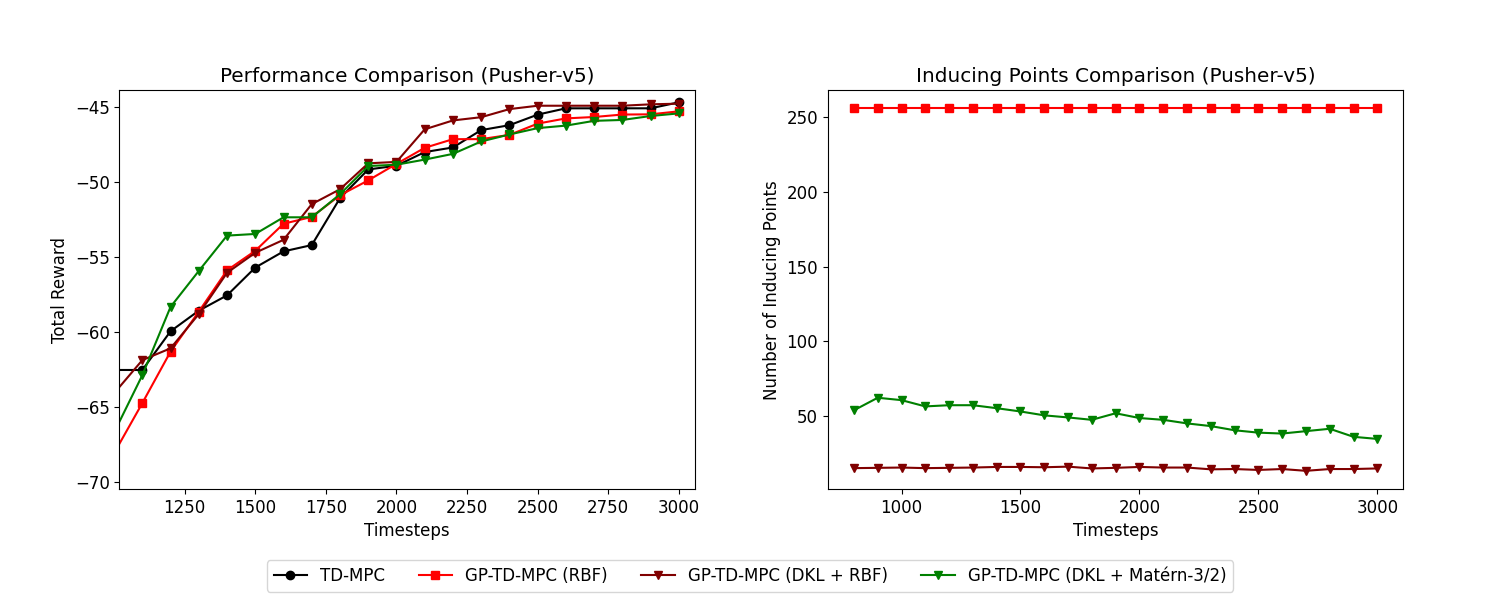 Performance Comparison (Pusher-v5)
Total Reward
−45
−50
−55
−60
−65
−70
1250 1500 1750 2000 2250 2500 2750 3000
Timesteps
Inducing Points Comparison (Pusher-v5)
Number of Inducing Points
250
200
150
100
50
1000 1500 2000 2500 3000
Timesteps
TD-MPC GP-TD-MPC (RBF) GP-TD-MPC (DKL + RBF) GP-TD-MPC (DKL + Matérn-3/2)